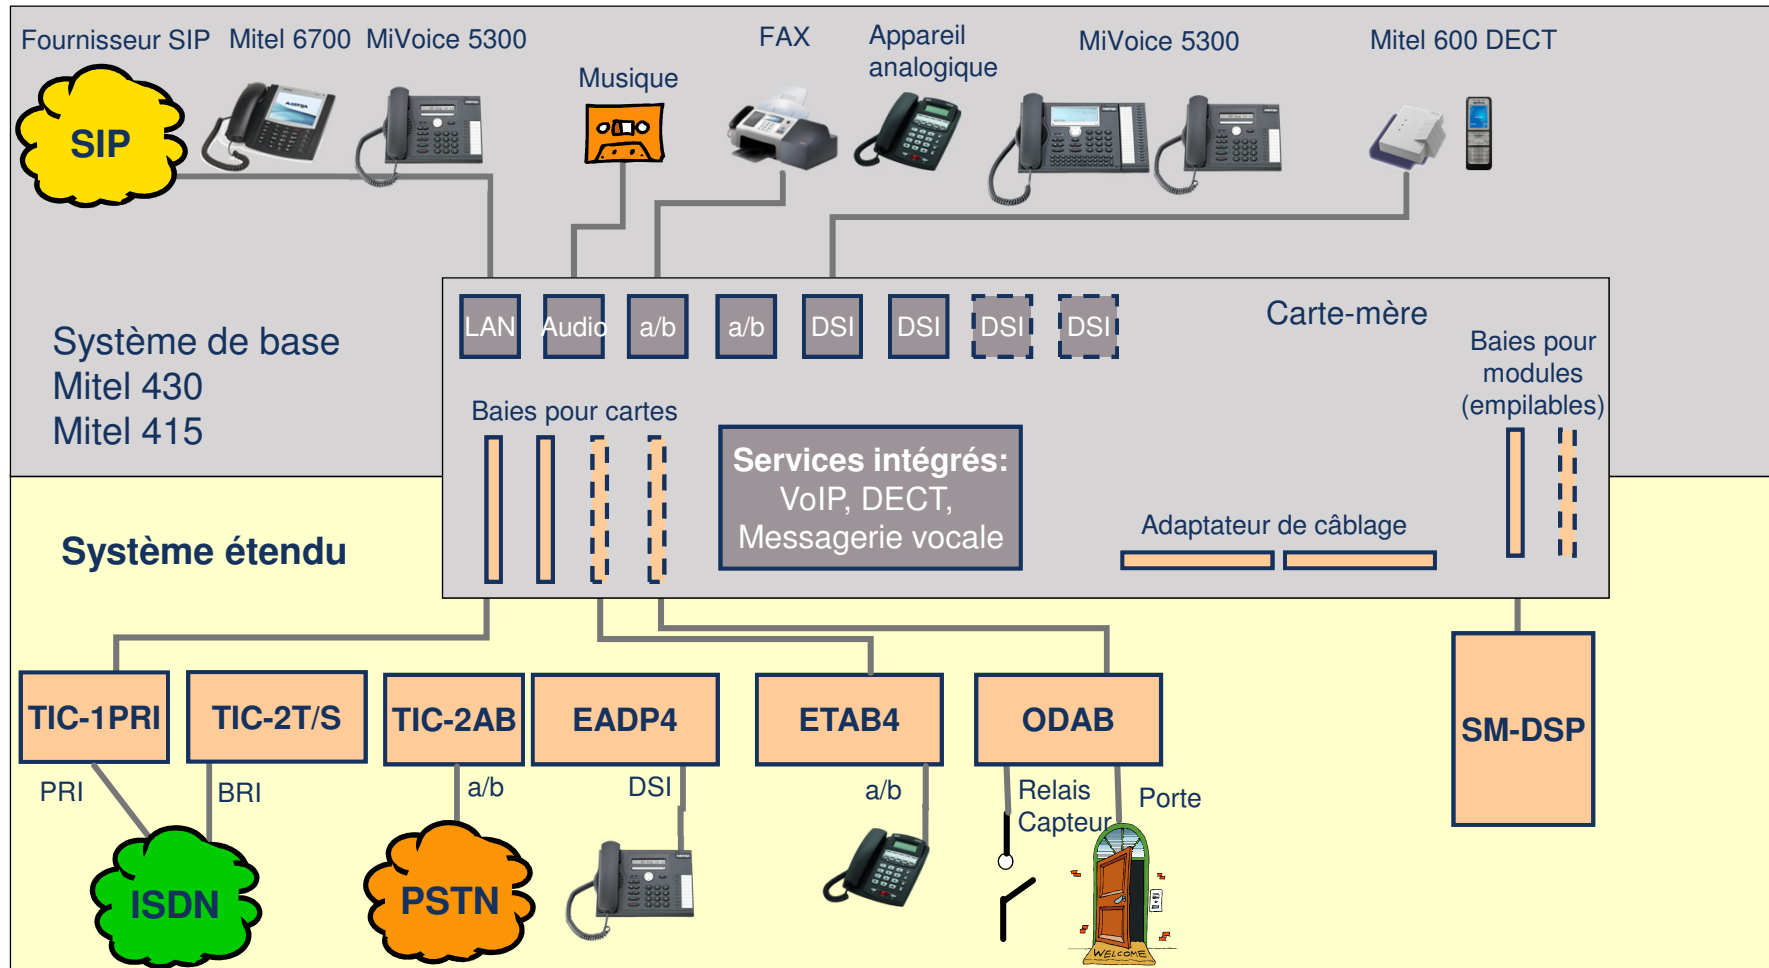 Fournisseur SIP
Mitel 6700
MiVoice 5300
FAX
Appareil
analogique
MiVoice 5300
Mitel 600 DECT
Musique
SIP
LAN
Audio
a/b
a/b
DSI
DSI
DSI
DSI
Carte-mère
Système de base
Mitel 430
Mitel 415
Baies pour
modules
(empilables)
Baies pour cartes
Services intégrés:
VoIP, DECT,
Messagerie vocale
Adaptateur de câblage
Système étendu
TIC-1PRI
TIC-2T/S
TIC-2AB
EADP4
ETAB4
ODAB
SM-DSP
PRI
BRI
a/b
DSI
a/b
Relais
Capteur
Porte
ISDN
PSTN
WELCOME